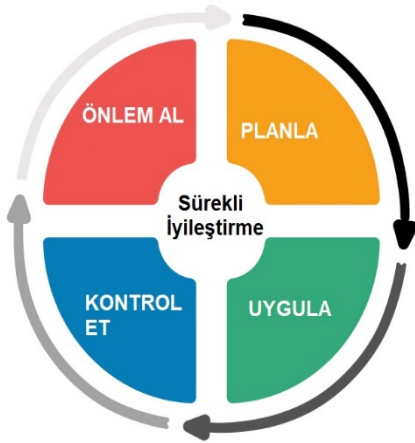 ÖNLEM AL
PLANLA
Sürekli
İyileştirme
KONTROL
ET
UYGULA